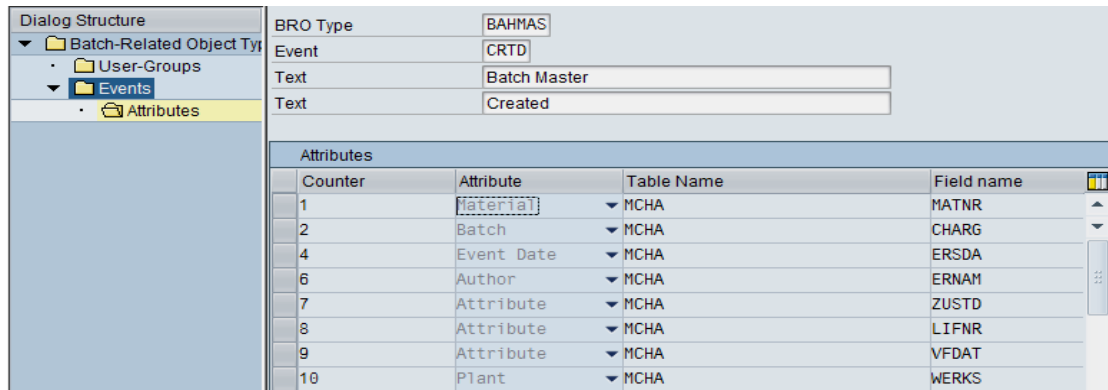 Dialog Structure
Batch-Related Object Typ
User-Groups
Events
Attributes
BRO Type BAHMAS
Event CRTD
Text Batch Master
Text Created
Attributes
Counter Attribute Table Name Field name
1 Material MCHA MATNR
2 Batch MCHA CHARG
4 Event Date MCHA ERSDA
6 Author MCHA ERNAM
7 Attribute MCHA ZUSTD
8 Attribute MCHA LIFNR
9 Attribute MCHA VFDAT
10 Plant MCHA WERKS